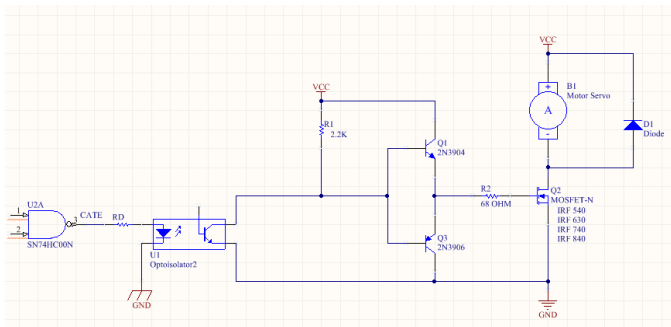 VCC
B1
Motor Servo
+
A
-
D1
Diode
VCC
R1
2.2K
Q1
2N3904
R2
68 OHM
Q2
MOSFET-N
IRF 540
IRF 630
IRF 740
IRF 840
U2A
1
2
3
CATE
RD
SN74HC00N
U1
Optoisolator2
Q3
2N3906
GND
GND